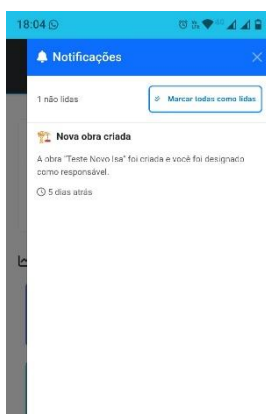 18:04
Notificações
1 não lidas
Marcar todas como lidas
Nova obra criada
A obra "Teste Novo Isa" foi criada e você foi designado
como responsável.
5 dias atrás